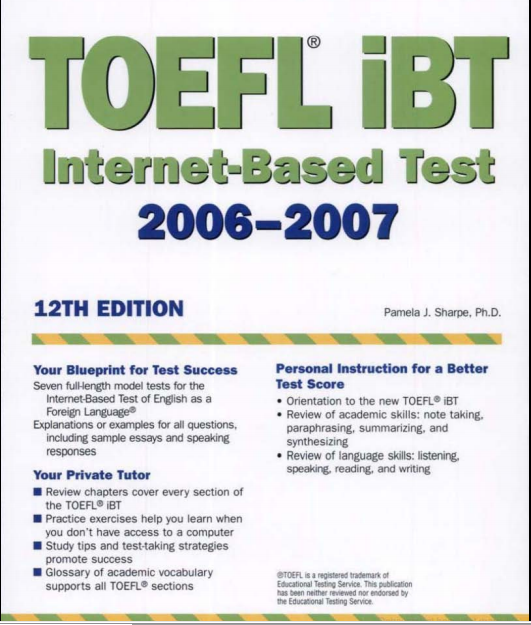 TOEFL® iBT
Internet-Based Test
2006–2007
12TH EDITION
Pamela J. Sharpe, Ph.D.
Your Blueprint for Test Success
Seven full-length model tests for the
Internet-Based Test of English as a
Foreign Language®
Explanations or examples for all questions,
including sample essays and speaking
responses
Your Private Tutor
■ Review chapters cover every section of
the TOEFL® iBT
■ Practice exercises help you learn when
you don't have access to a computer
■ Study tips and test-taking strategies
promote success
■ Glossary of academic vocabulary
supports all TOEFL® sections
Personal Instruction for a Better
Test Score
• Orientation to the new TOEFL® iBT
• Review of academic skills: note taking,
paraphrasing, summarizing, and
synthesizing
• Review of language skills: listening,
speaking, reading, and writing
®TOEFL is a registered trademark of
Educational Testing Service. This publication
has been neither reviewed nor endorsed by
the Educational Testing Service.